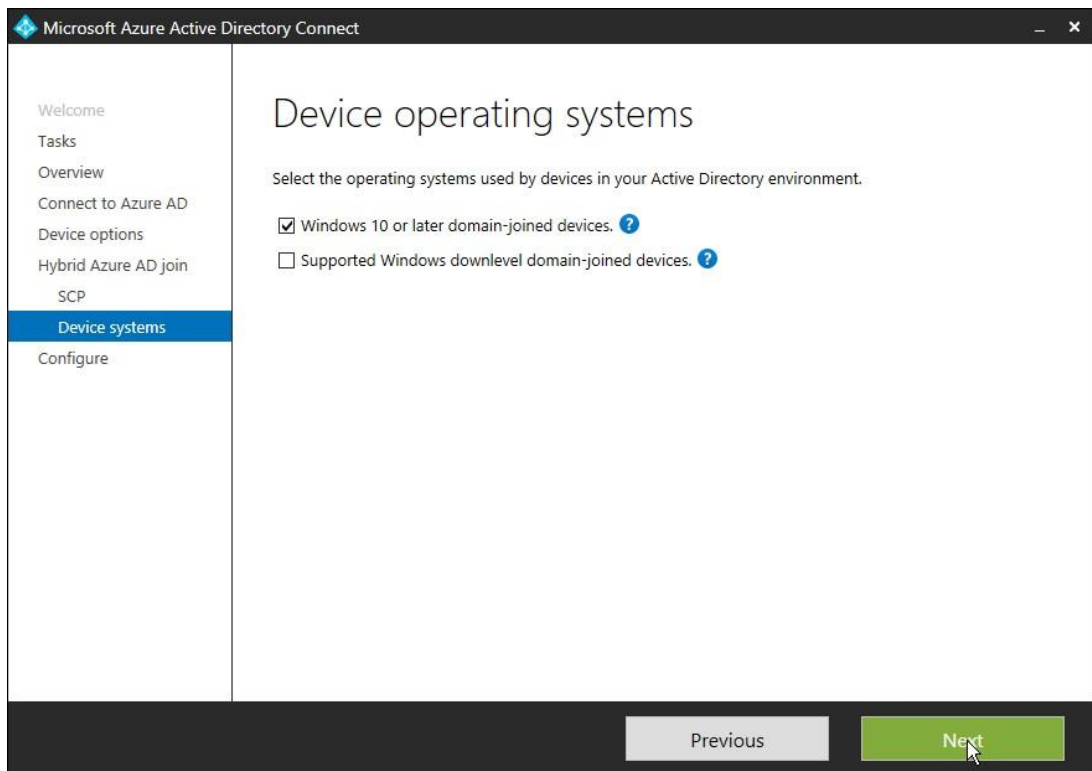 Microsoft Azure Active Directory Connect
Welcome
Tasks
Overview
Connect to Azure AD
Device options
Hybrid Azure AD join
SCP
Device systems
Configure
Device operating systems
Select the operating systems used by devices in your Active Directory environment.
Windows 10 or later domain-joined devices. ?
Supported Windows downlevel domain-joined devices. ?
Previous
Next